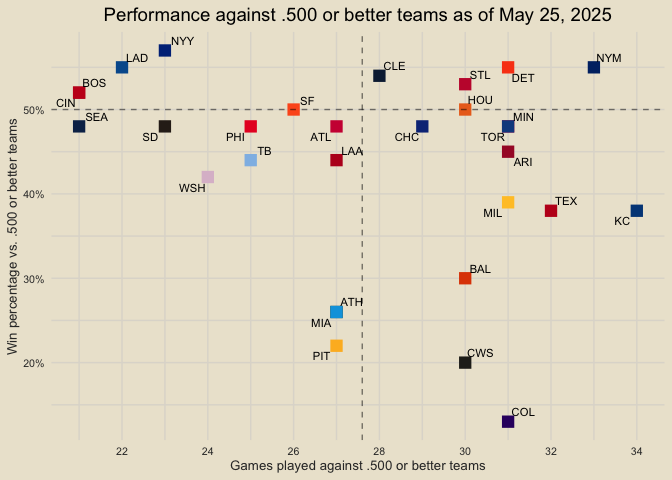 Performance against .500 or better teams as of May 25, 2025
NYY
LAD
CLE
NYM
BOS
STL
DET
CIN
SF
HOU
50%
SEA
SD
PHI
ATL
CHC
MIN
TOR
TB
LAA
ARI
WSH
40%
MIL
TEX
KC
BAL
30%
ATH
MIA
PIT
CWS
20%
COL
Win percentage vs. .500 or better teams
22
24
26
28
30
32
34
Games played against .500 or better teams